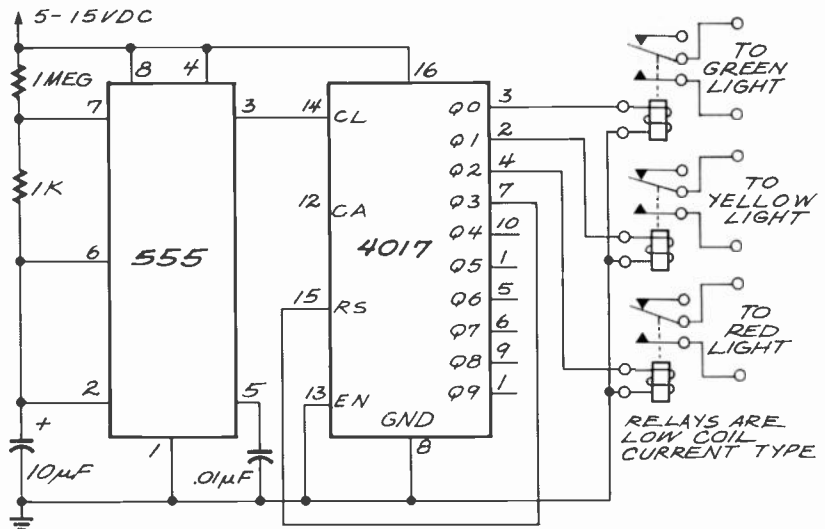 5-15VDC
1MEG
8
4
16
7
3
14
CL
Q0
3
Q1
2
Q2
4
Q3
7
Q4
10
Q5
1
Q6
5
Q7
6
Q8
9
Q9
1
1K
12
CA
555
4017
6
15
RS
2
5
13
EN
GND
+
10µF
1
.01µF
8
TO
GREEN
LIGHT
TO
YELLOW
LIGHT
TO
RED
LIGHT
RELAYS ARE
LOW COIL
CURRENT TYPE